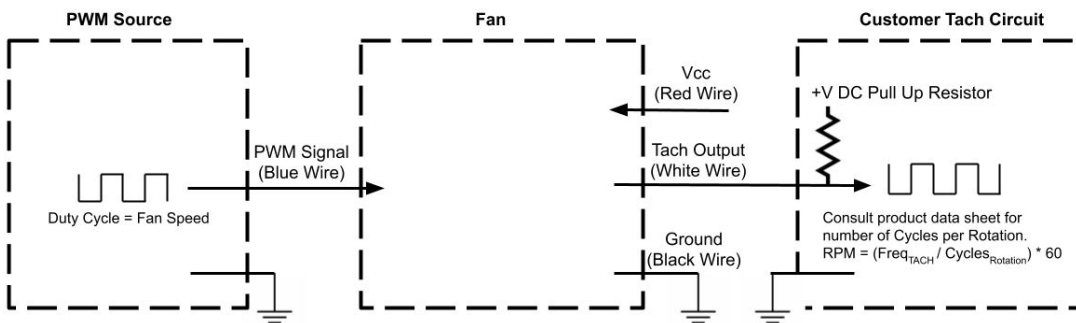 PWM Source
Fan
Customer Tach Circuit
Vcc
(Red Wire)
+V DC Pull Up Resistor
PWM Signal
(Blue Wire)
Tach Output
(White Wire)
Duty Cycle = Fan Speed
Consult product data sheet for
number of Cycles per Rotation.
RPM = (Freq_TACH / Cycles_Rotation) * 60
Ground
(Black Wire)